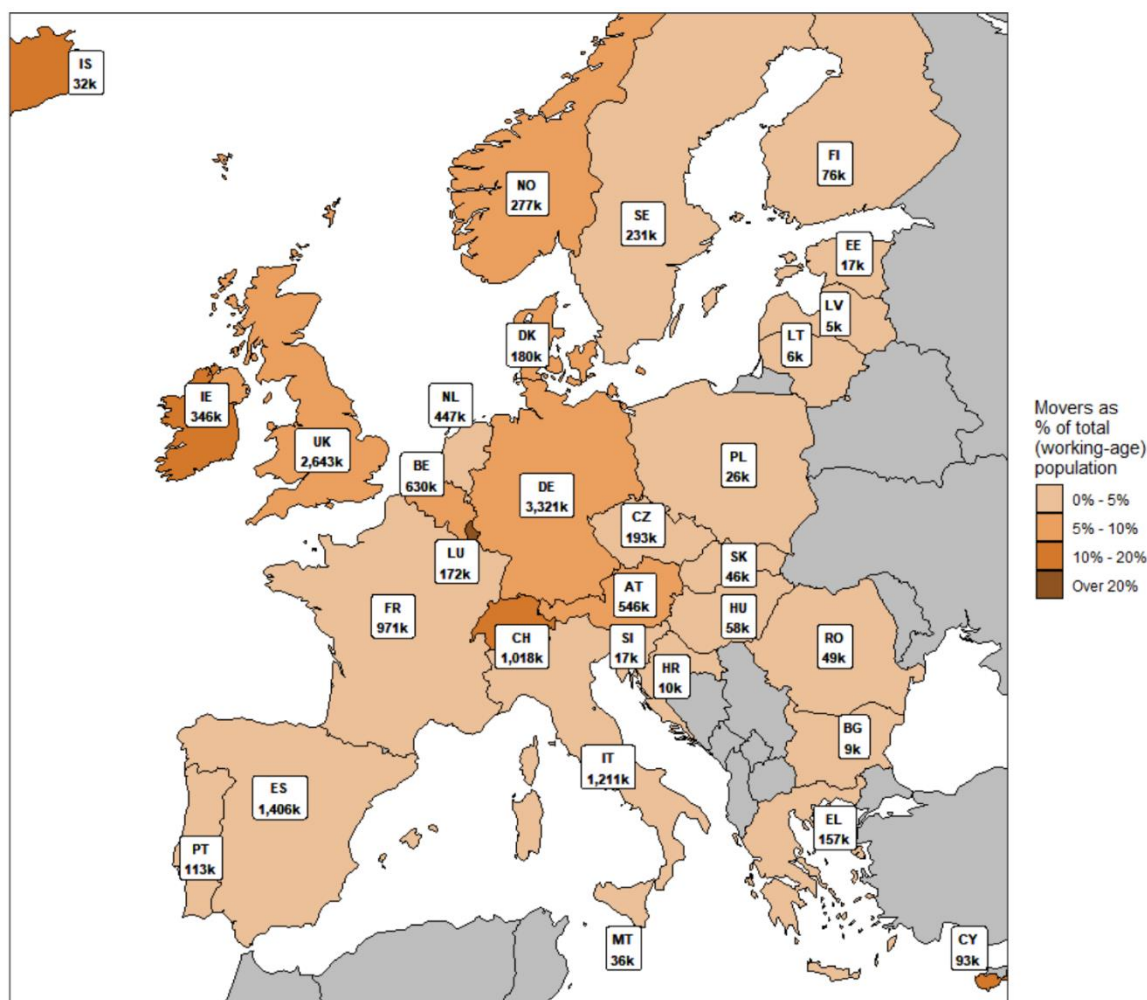 IS
32k
FI
76k
NO
277k
SE
231k
EE
17k
LV
5k
DK
180k
LT
6k
NL
447k
IE
346k
UK
2,643k
BE
630k
DE
3,321k
PL
26k
CZ
193k
LU
172k
SK
46k
AT
546k
FR
971k
HU
58k
CH
1,018k
SI
17k
RO
49k
HR
10k
BG
9k
IT
1,211k
ES
1,406k
EL
157k
PT
113k
MT
36k
CY
93k
Movers as
% of total
(working-age)
population
0% - 5%
5% - 10%
10% - 20%
Over 20%